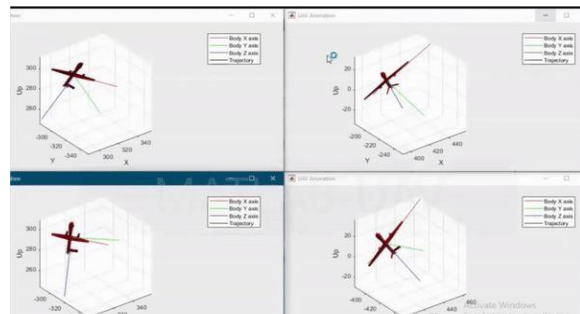 UAV Animation
Body X axis
Body Y axis
Body Z axis
Trajectory
Up
300
280
260
-300
-320
-340
Y
300
320
340
X
Body X axis
Body Y axis
Body Z axis
Trajectory
Up
20
0
-20
-200
-220
-240
Y
400
420
440
X
UAV Animation
Body X axis
Body Y axis
Body Z axis
Trajectory
Up
300
280
260
-300
-320
340
Body X axis
Body Y axis
Body Z axis
Trajectory
Up
20
0
-20
-400
-420
440
460
Activate Windows